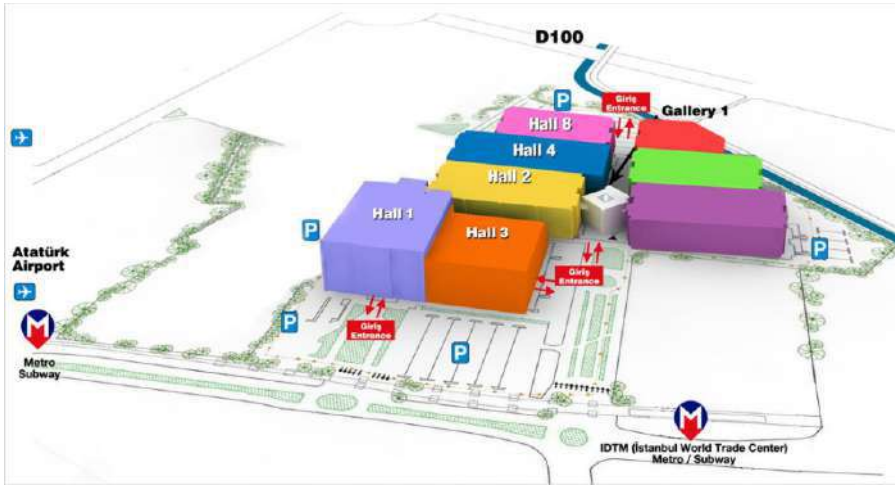 D100
P
Giriş
Entrance
Gallery 1
Hall 8
Hall 4
Hall 2
Hall 1
Hall 3
P
P
Giriş
Entrance
Atatürk
Airport
P
Giriş
Entrance
P
M
Metro
Subway
M
IDTM (İstanbul World Trade Center)
Metro / Subway